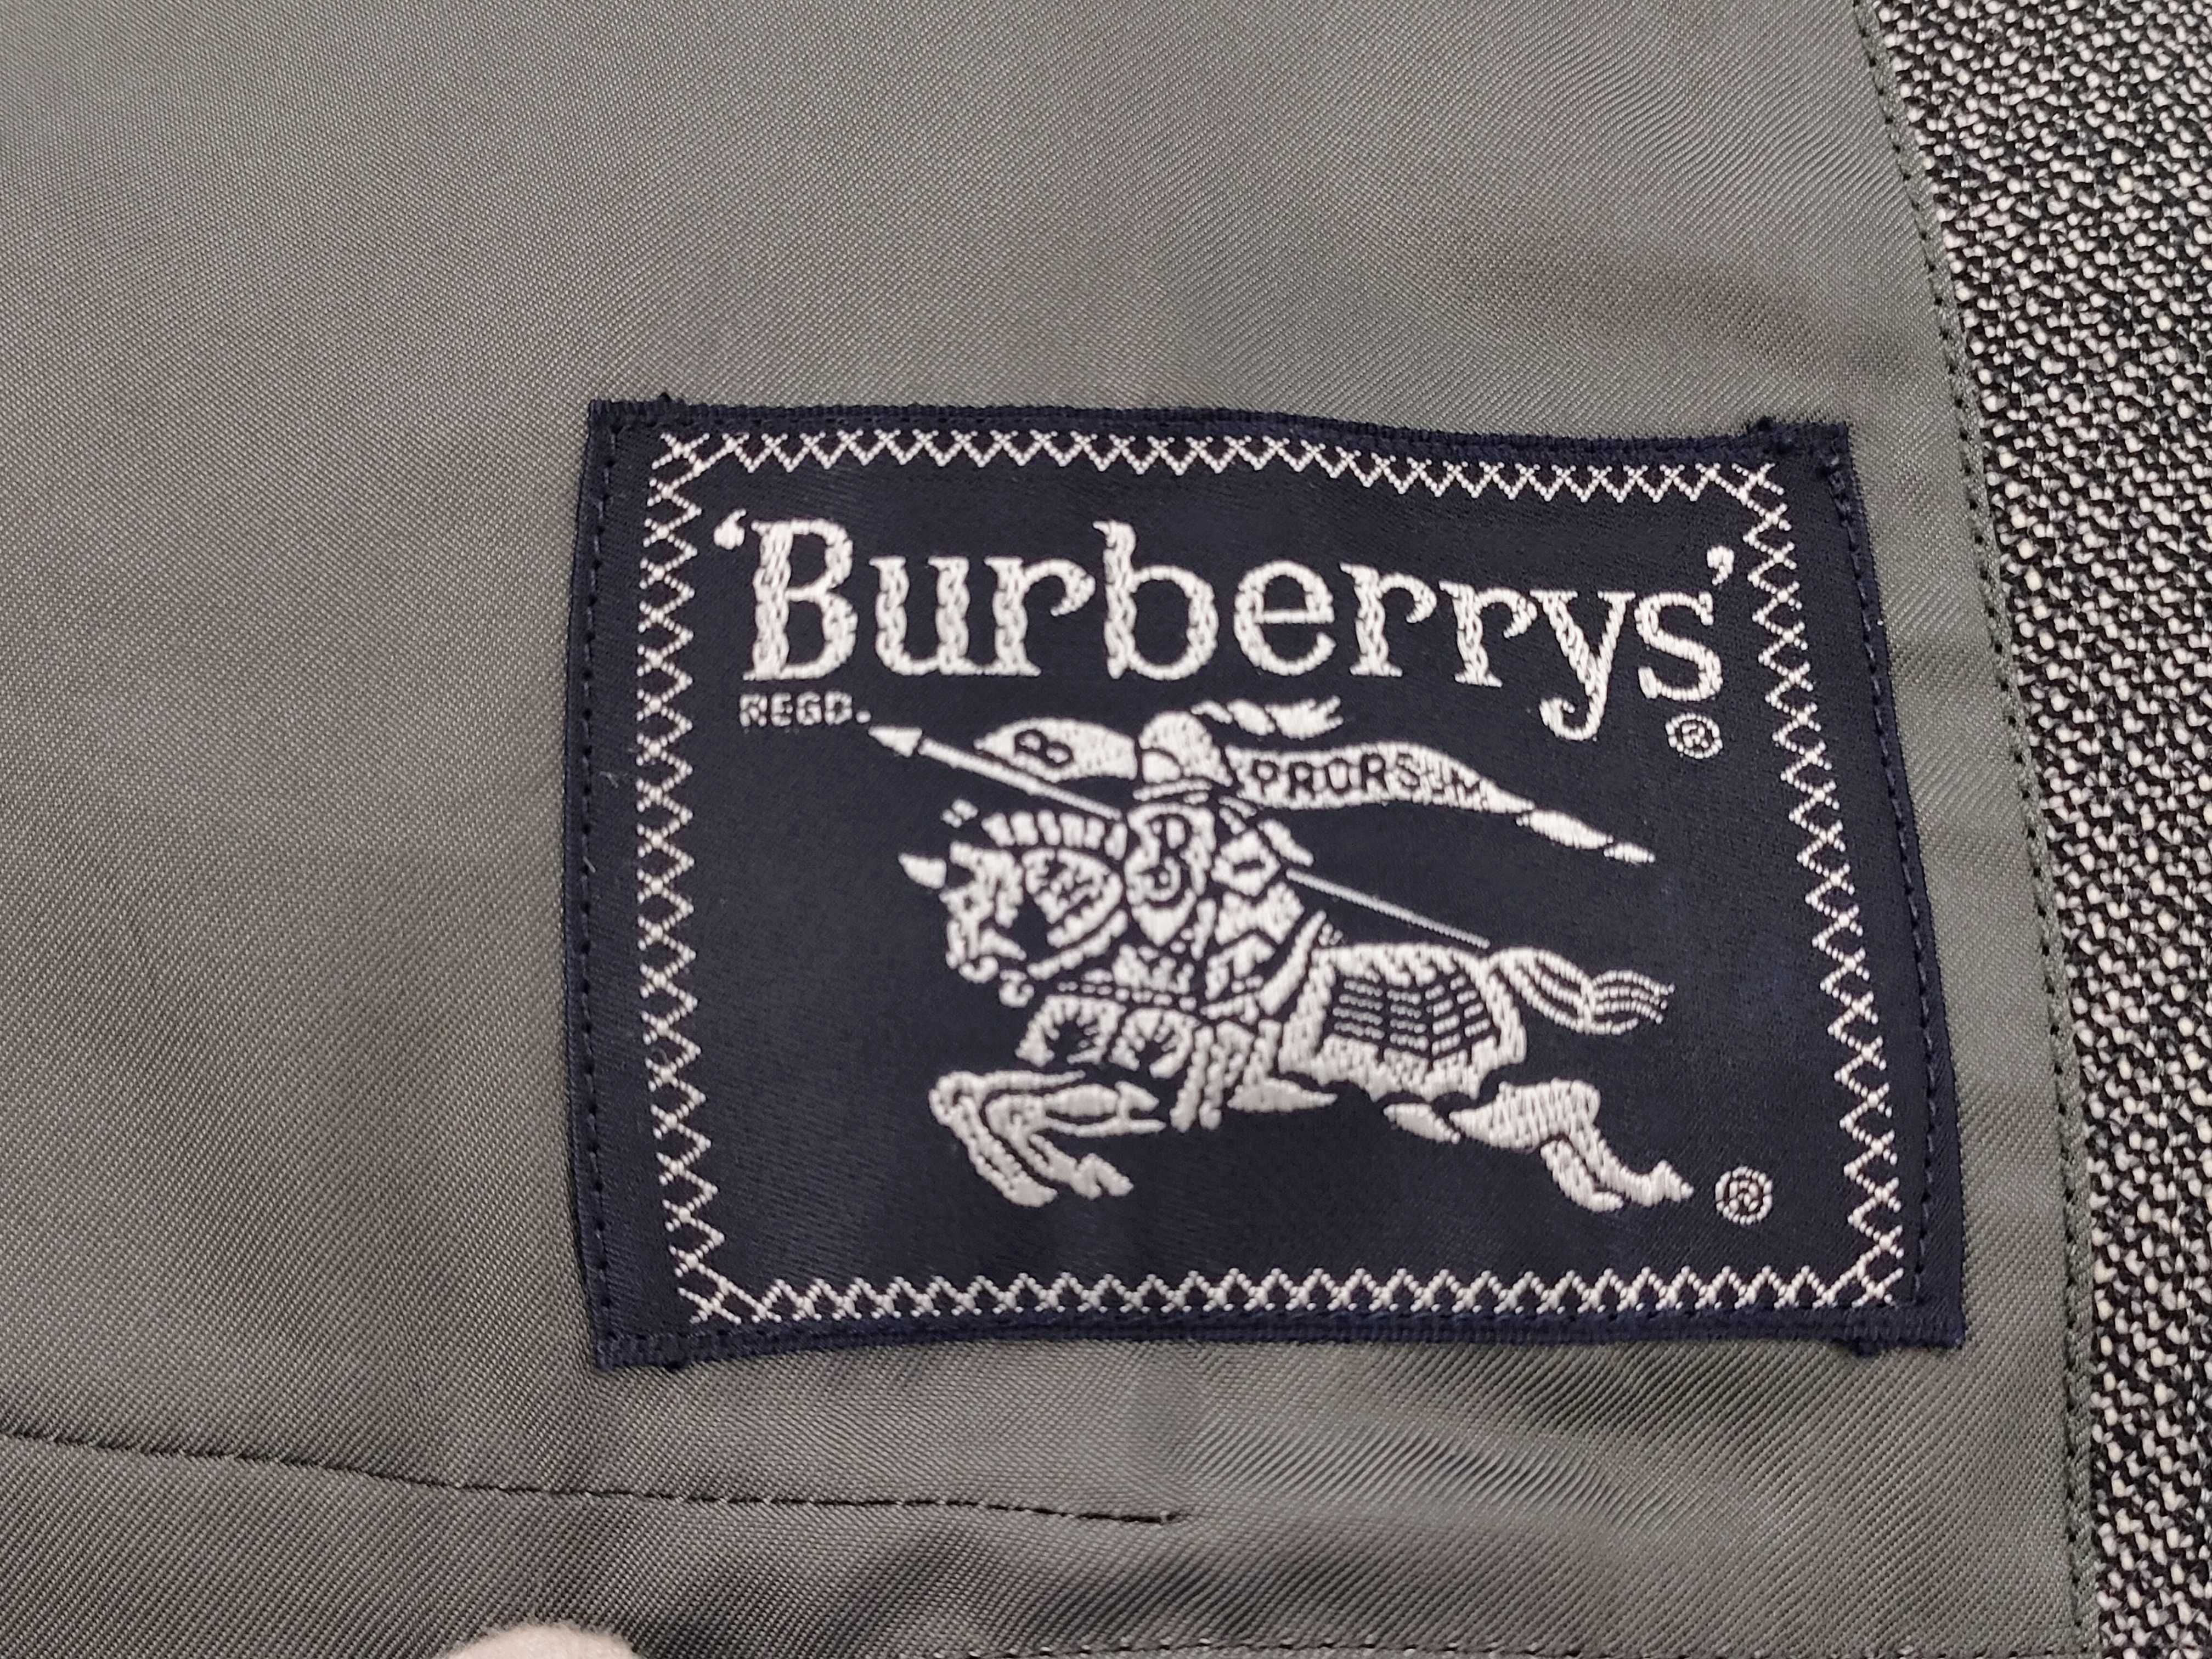 ‘Burberrys’
REGD. ®
B PRORSUM
B
®